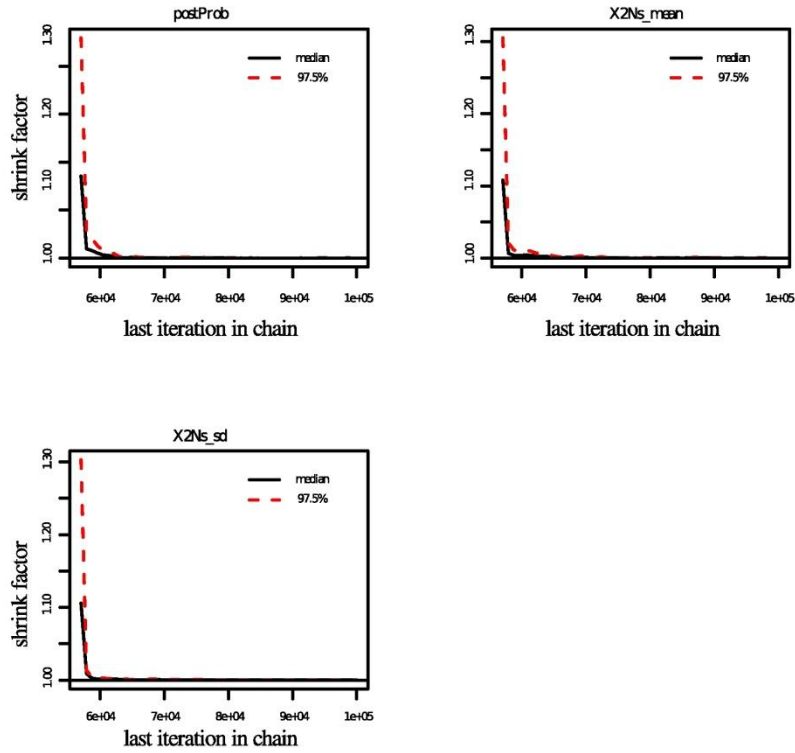 postProb
X2Ns_mean
shrink factor
1.00 1.10 1.20 1.30
median
97.5%
6e+04 7e+04 8e+04 9e+04 1e+05
last iteration in chain
shrink factor
1.00 1.10 1.20 1.30
median
97.5%
6e+04 7e+04 8e+04 9e+04 1e+05
last iteration in chain
X2Ns_sd
shrink factor
1.00 1.10 1.20 1.30
median
97.5%
6e+04 7e+04 8e+04 9e+04 1e+05
last iteration in chain